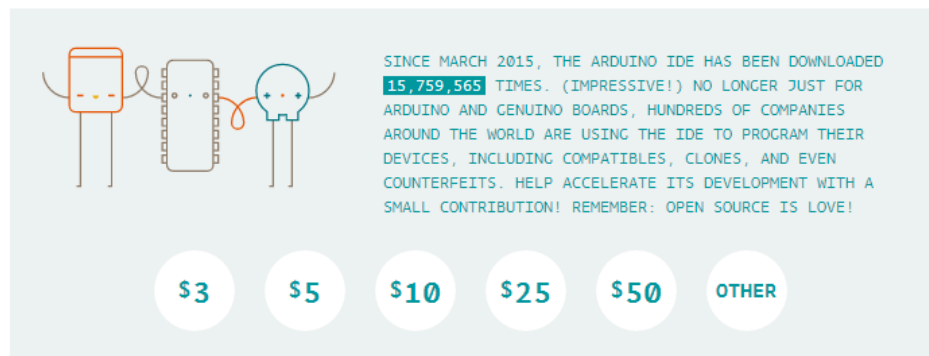 SINCE MARCH 2015, THE ARDUINO IDE HAS BEEN DOWNLOADED
15,759,565 TIMES. (IMPRESSIVE!) NO LONGER JUST FOR
ARDUINO AND GENUINO BOARDS, HUNDREDS OF COMPANIES
AROUND THE WORLD ARE USING THE IDE TO PROGRAM THEIR
DEVICES, INCLUDING COMPATIBLES, CLONES, AND EVEN
COUNTERFEITS. HELP ACCELERATE ITS DEVELOPMENT WITH A
SMALL CONTRIBUTION! REMEMBER: OPEN SOURCE IS LOVE!
$3 $5 $10 $25 $50 OTHER